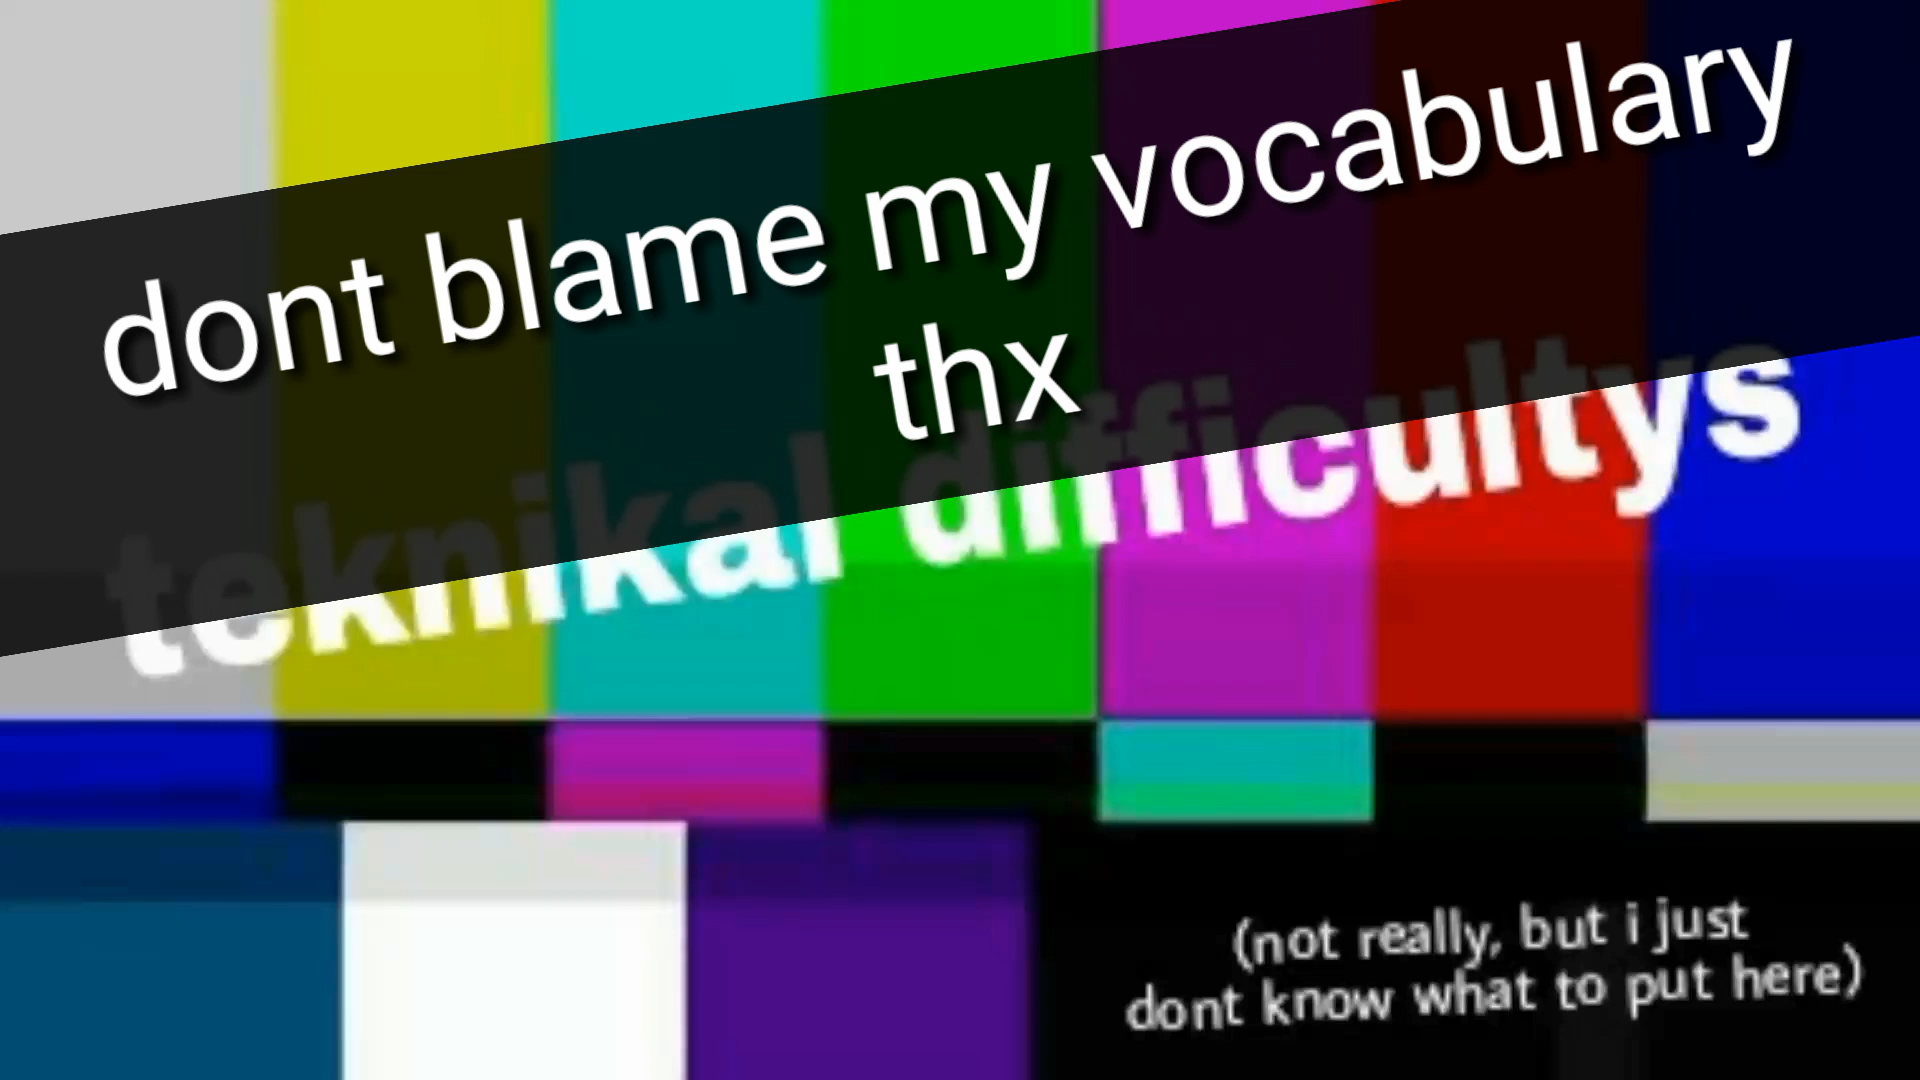 dont blame my vocabulary
thx
teknikal difficultys
(not really, but i just
dont know what to put here)